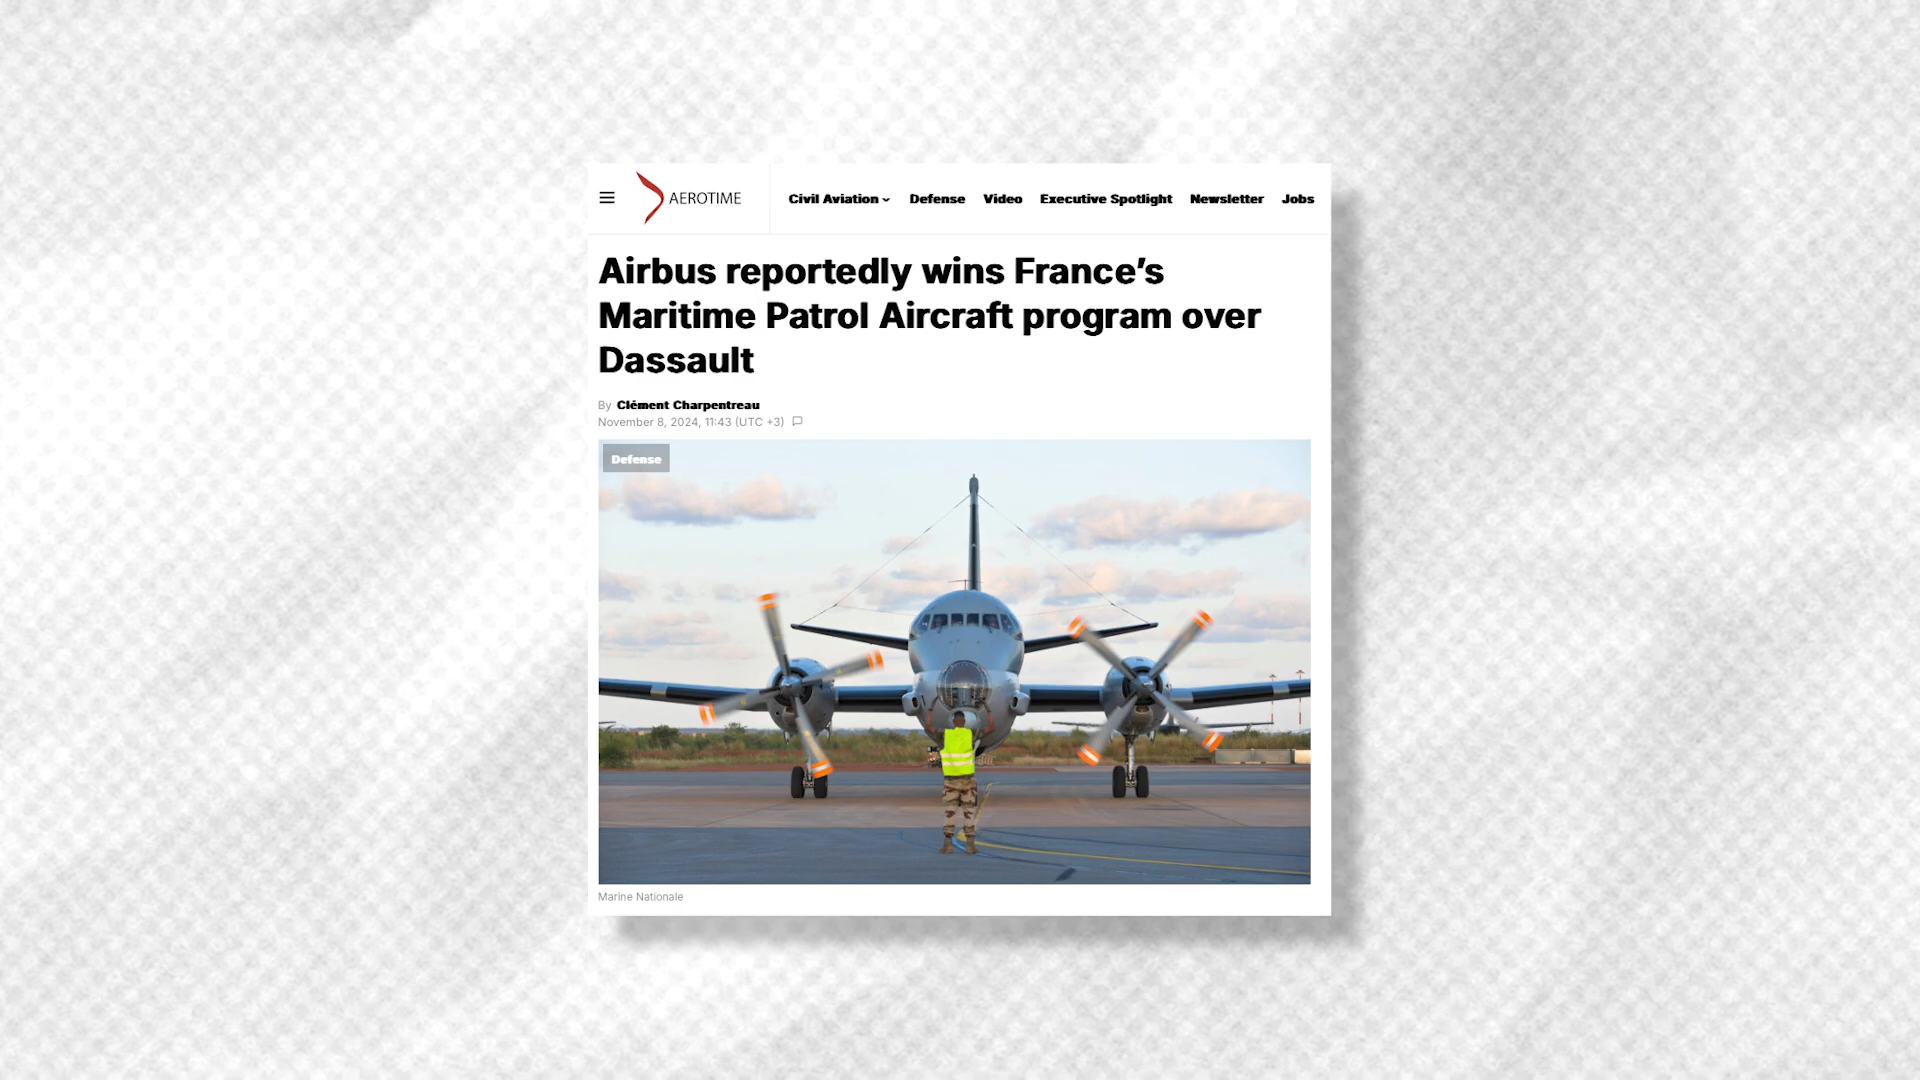 AEROTIME
Civil Aviation Defense Video Executive Spotlight Newsletter Jobs
Airbus reportedly wins France’s
Maritime Patrol Aircraft program over
Dassault
By Clément Charpentreau
November 8, 2024, 11:43 (UTC +3)
Defense
Marine Nationale